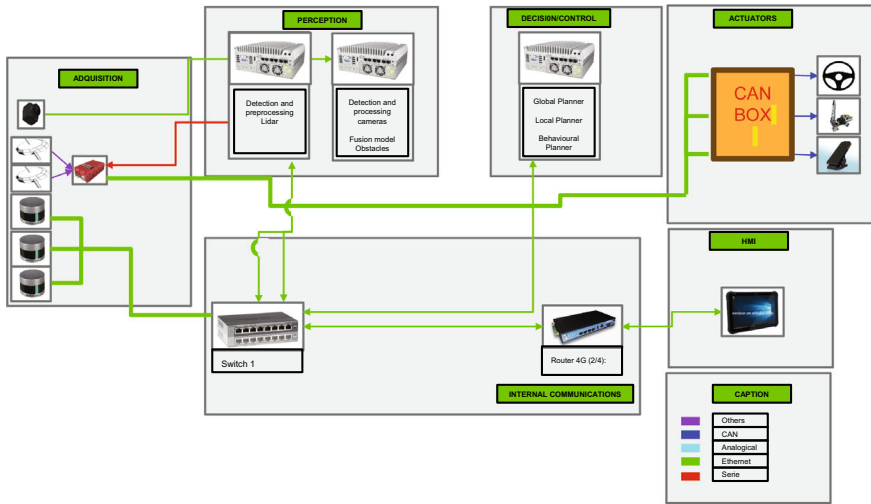 PERCEPTION
DECISI0N/CONTROL
ACTUATORS
ADQUISITION
Detection and
preprocessing
Lidar
Detection and
processing
cameras
Fusion model
Obstacles
Global Planner
Local Planner
Behavioural
Planner
CAN
BOX
HMI
Switch 1
Router 4G (2/4):
INTERNAL COMMUNICATIONS
CAPTION
Others
CAN
Analogical
Ethernet
Serie